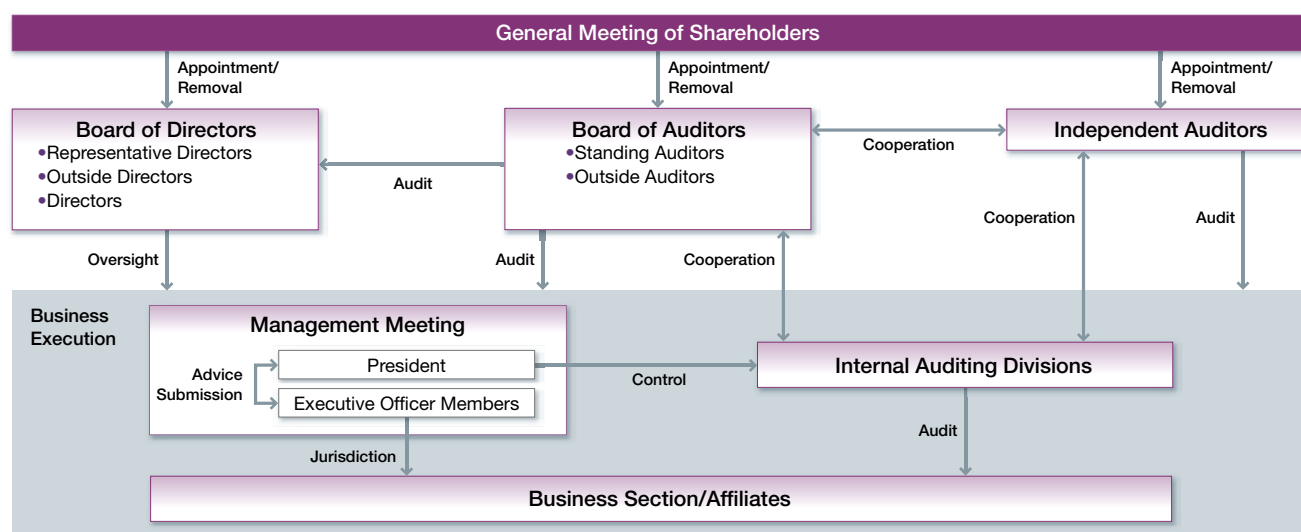 General Meeting of Shareholders
Appointment/
Removal
Appointment/
Removal
Appointment/
Removal
Board of Directors
•Representative Directors
•Outside Directors
•Directors
Audit
Board of Auditors
•Standing Auditors
•Outside Auditors
Cooperation
Independent Auditors
Oversight
Audit
Cooperation
Cooperation
Audit
Business
Execution
Management Meeting
Advice
Submission
President
Executive Officer Members
Control
Internal Auditing Divisions
Jurisdiction
Audit
Business Section/Affiliates